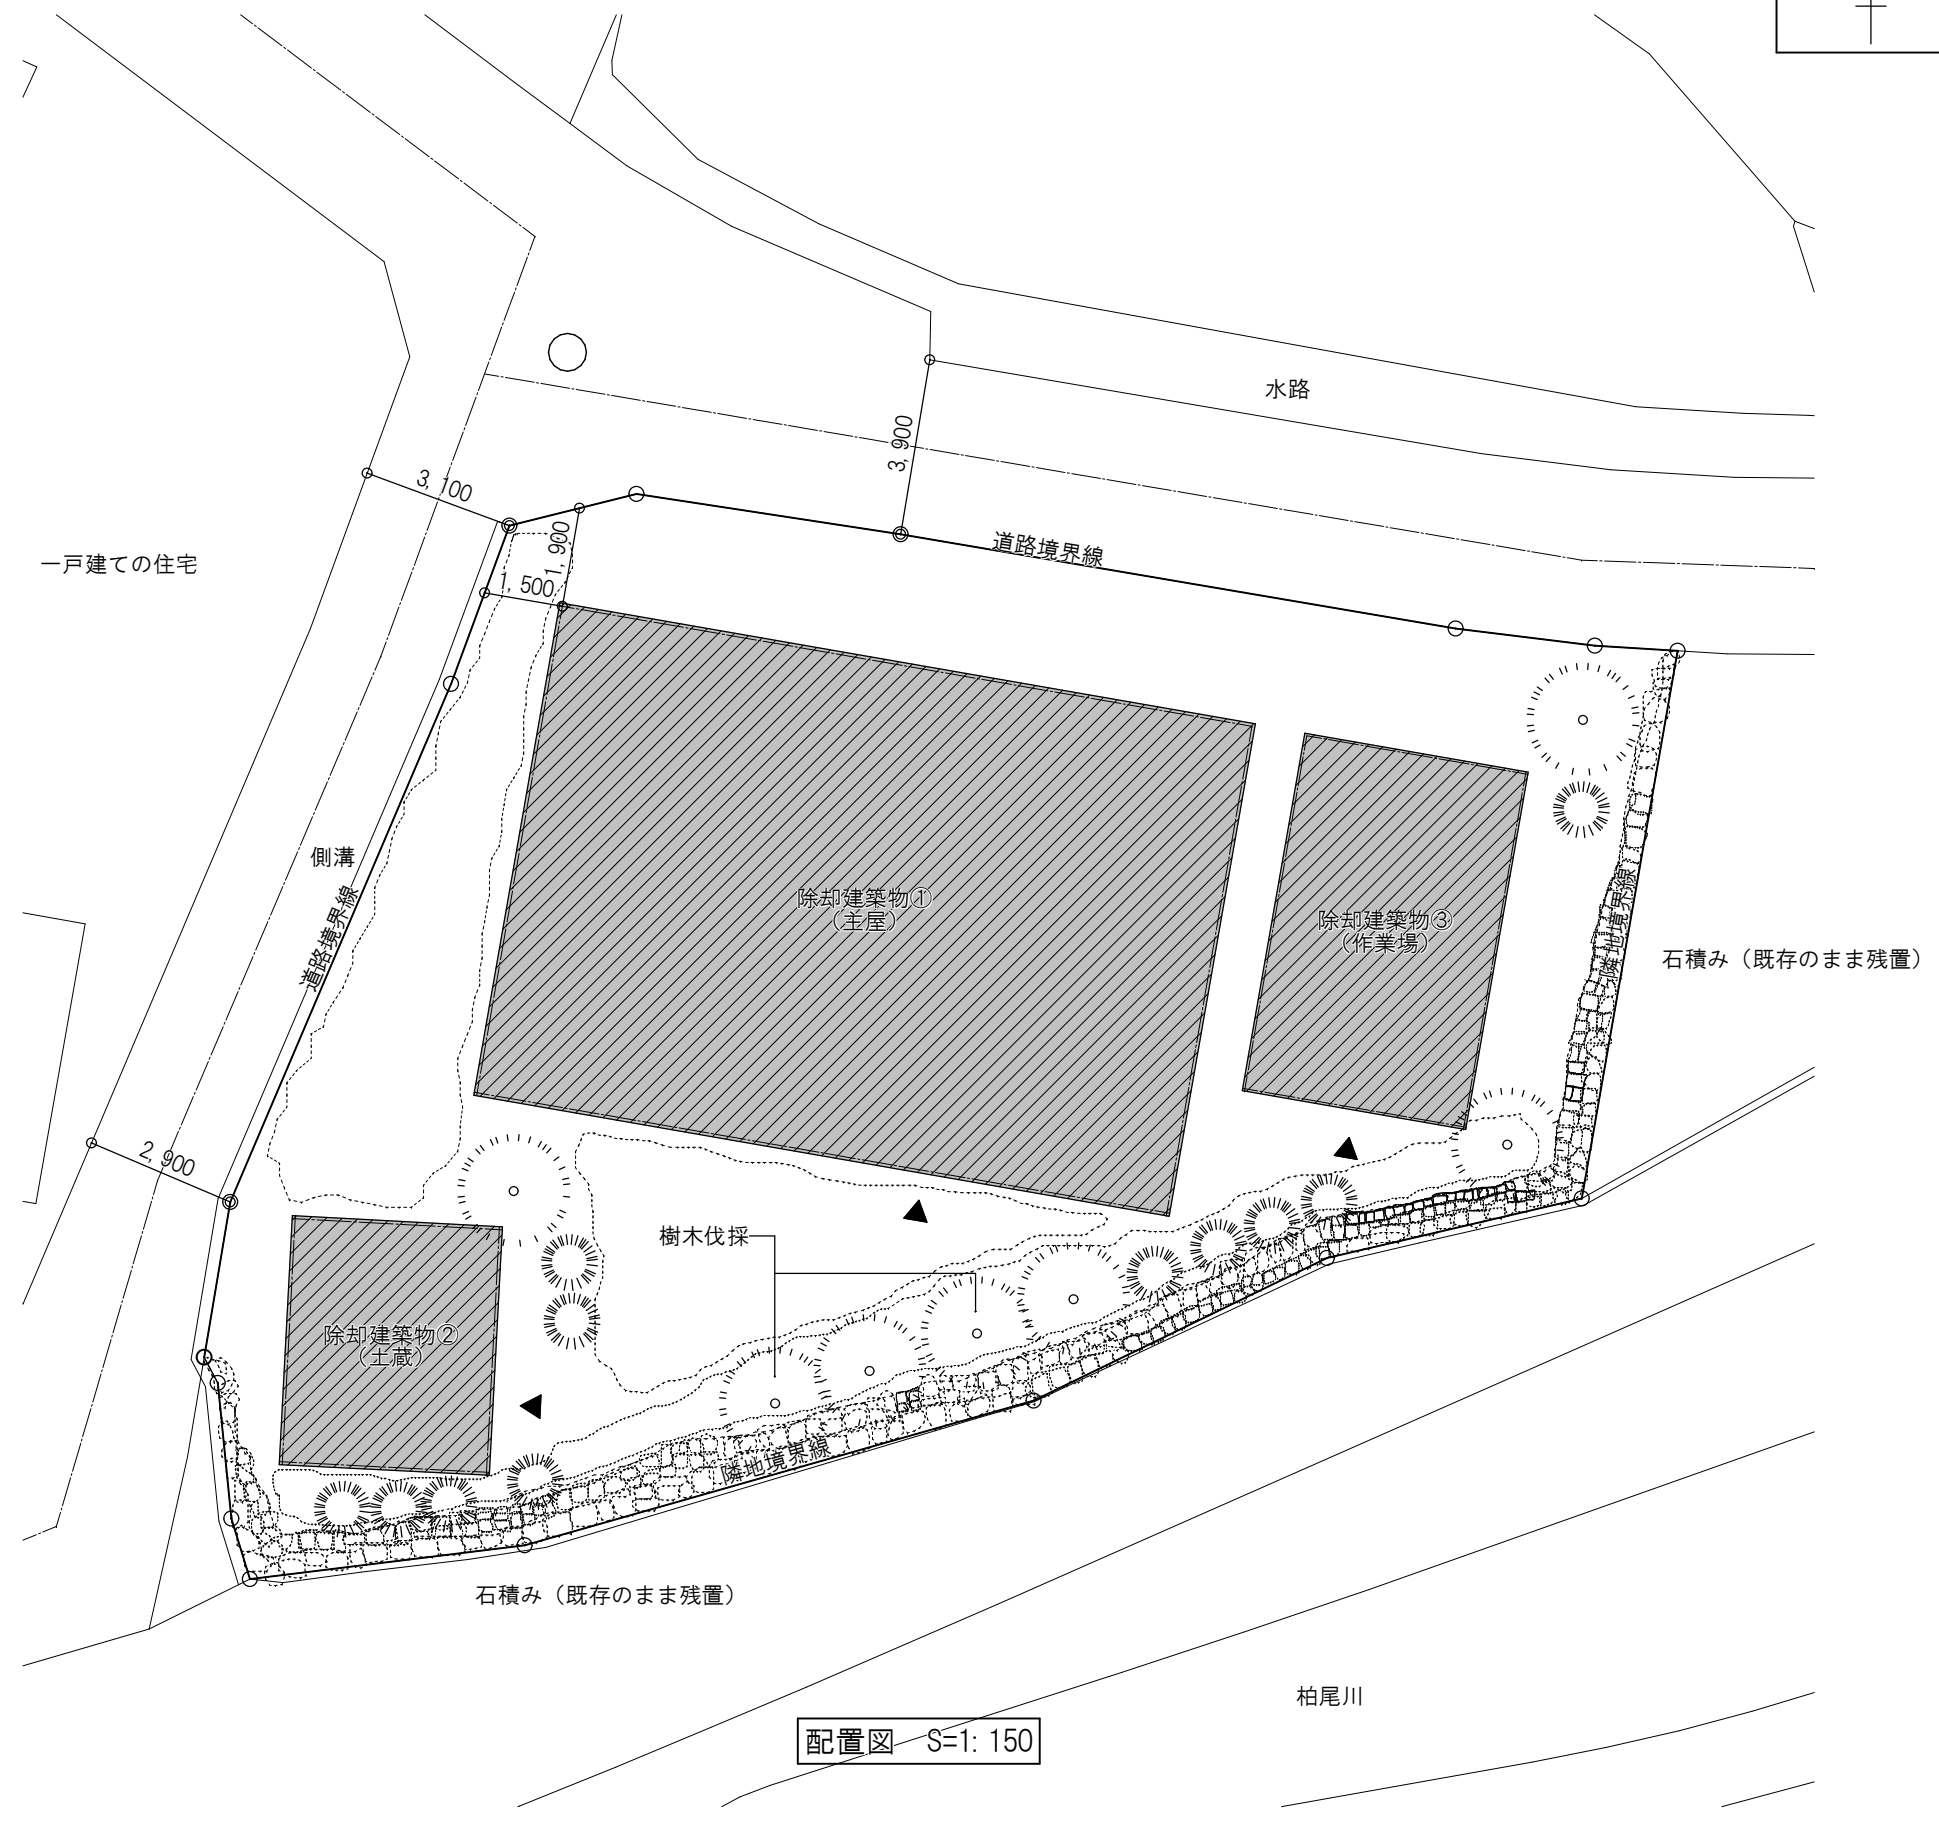 水路
3,900
3,100
道路境界線
1,900
一戸建ての住宅
1,500
側溝
道路境界線
除却建築物①
（主屋）
除却建築物③
（作業場）
隣地境界線
石積み（既存のまま残置）
2,900
樹木伐採
除却建築物②
（土蔵）
隣地境界線
石積み（既存のまま残置）
柏尾川
配置図　S=1:150